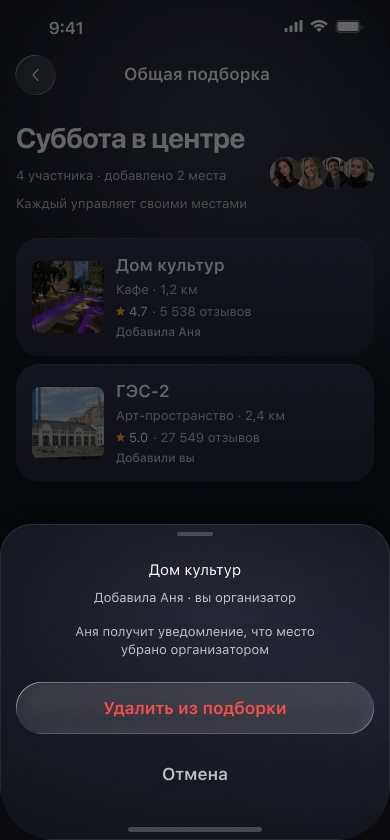 9:41
Общая подборка
Суббота в центре
4 участника · добавлено 2 места
Каждый управляет своими местами
Дом культур
Кафе · 1,2 км
4.7 · 5 538 отзывов
Добавила Аня
ГЭС-2
Арт-пространство · 2,4 км
5.0 · 27 549 отзывов
Добавили вы
Дом культур
Добавила Аня · вы организатор
Аня получит уведомление, что место
убрано организатором
Удалить из подборки
Отмена